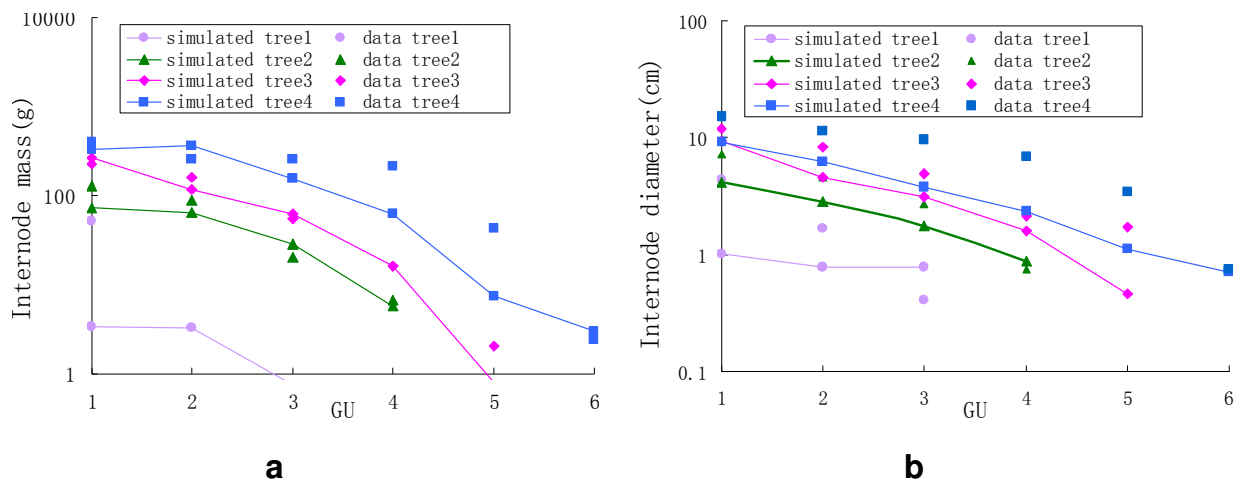 10000
100
1
Internode mass(g)
simulated tree1 data tree1
simulated tree2 data tree2
simulated tree3 data tree3
simulated tree4 data tree4
1 2 3 4 5 6
GU
a
100
10
1
0.1
Internode diameter(cm)
simulated tree1 data tree1
simulated tree2 data tree2
simulated tree3 data tree3
simulated tree4 data tree4
1 2 3 4 5 6
GU
b